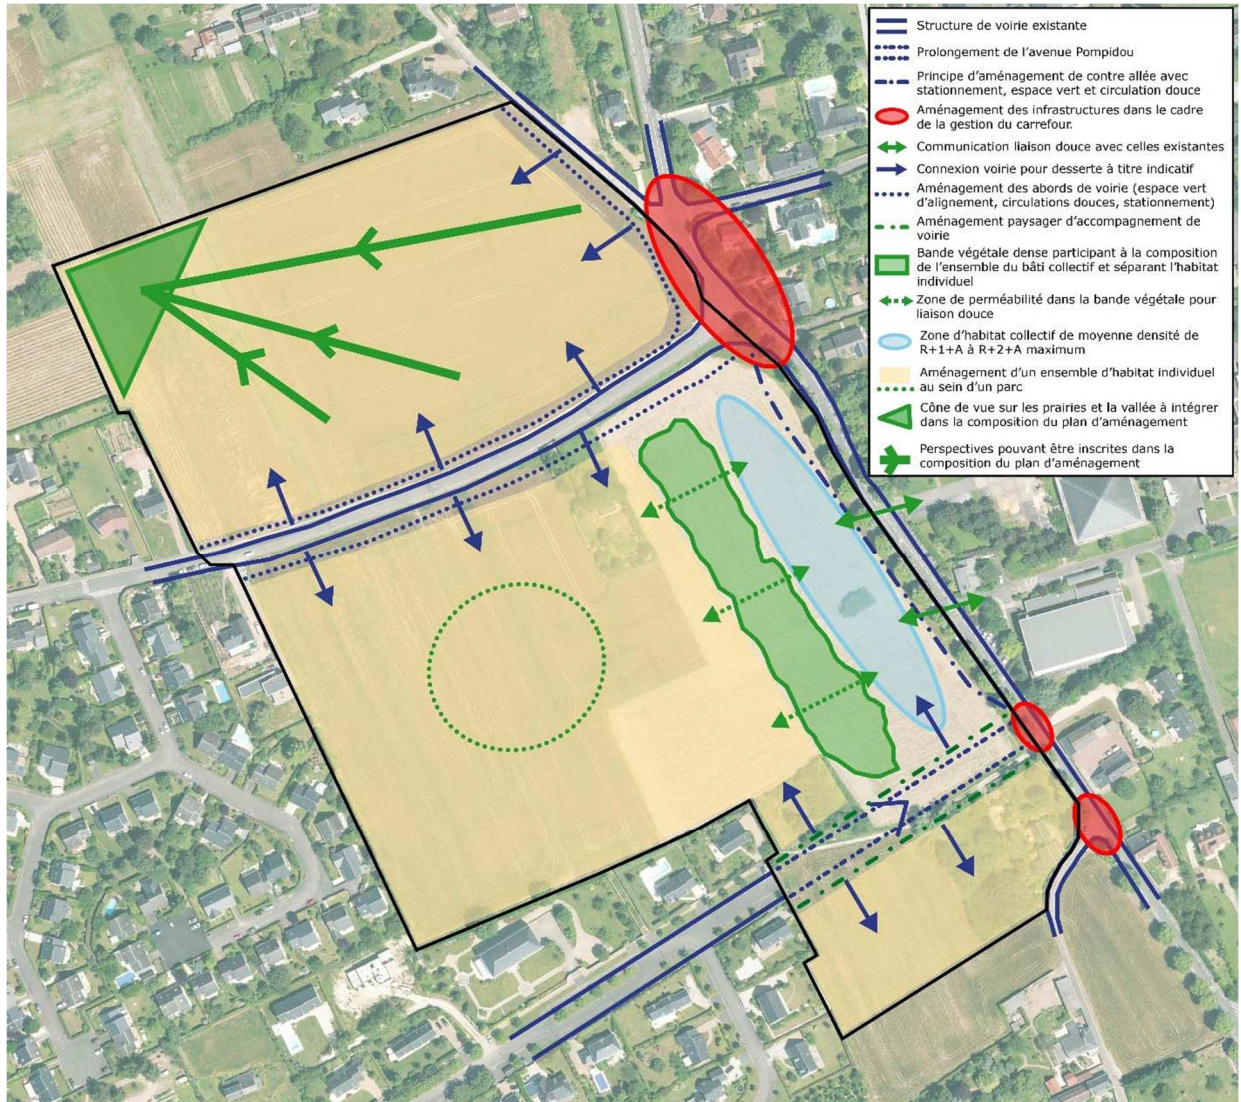 Structure de voirie existante
Prolongement de l'avenue Pompidou
Principe d'aménagement de contre allée avec
stationnement, espace vert et circulation douce
Aménagement des infrastructures dans le cadre
de la gestion du carrefour.
Communication liaison douce avec celles existantes
Connexion voirie pour desserte à titre indicatif
Aménagement des abords de voirie (espace vert
d'alignement, circulations douces, stationnement)
Aménagement paysager d'accompagnement de
voirie
Bande végétale dense participant à la composition
de l'ensemble du bâti collectif et séparant l'habitat
individuel
Zone de perméabilité dans la bande végétale pour
liaison douce
Zone d'habitat collectif de moyenne densité de
R+1+A à R+2+A maximum
Aménagement d'un ensemble d'habitat individuel
au sein d'un parc
Cône de vue sur les prairies et la vallée à intégrer
dans la composition du plan d'aménagement
Perspectives pouvant être inscrites dans la
composition du plan d'aménagement